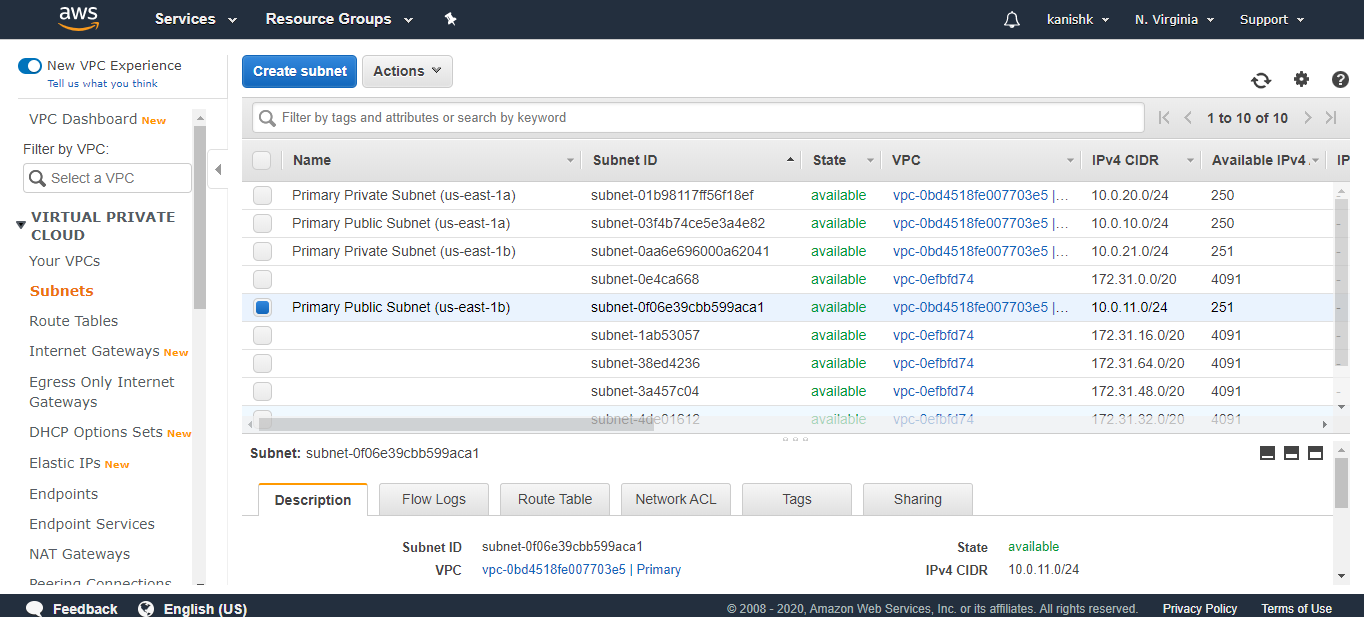 aws Services Resource Groups kanishk N. Virginia Support
New VPC Experience
Tell us what you think
VPC Dashboard New
Filter by VPC:
Select a VPC
VIRTUAL PRIVATE
CLOUD
Your VPCs
Subnets
Route Tables
Internet Gateways New
Egress Only Internet
Gateways
DHCP Options Sets New
Elastic IPs New
Endpoints
Endpoint Services
NAT Gateways
Peering Connections
Create subnet Actions
Filter by tags and attributes or search by keyword 1 to 10 of 10
Name Subnet ID State VPC IPv4 CIDR Available IPv4 IP
Primary Private Subnet (us-east-1a) subnet-01b98117ff56f18ef available vpc-0bd4518fe007703e5 |... 10.0.20.0/24 250 -
Primary Public Subnet (us-east-1a) subnet-03f4b74ce5e3a4e82 available vpc-0bd4518fe007703e5 |... 10.0.10.0/24 250 -
Primary Private Subnet (us-east-1b) subnet-0aa6e696000a62041 available vpc-0bd4518fe007703e5 |... 10.0.21.0/24 251 -
subnet-0e4ca668 available vpc-0efbfd74 172.31.0.0/20 4091 -
Primary Public Subnet (us-east-1b) subnet-0f06e39cbb599aca1 available vpc-0bd4518fe007703e5 |... 10.0.11.0/24 251 -
subnet-1ab53057 available vpc-0efbfd74 172.31.16.0/20 4091 -
subnet-38ed4236 available vpc-0efbfd74 172.31.64.0/20 4091 -
subnet-3a457c04 available vpc-0efbfd74 172.31.48.0/20 4091 -
subnet-4de01612 available vpc-0efbfd74 172.31.32.0/20 4091 -
Subnet: subnet-0f06e39cbb599aca1
Description Flow Logs Route Table Network ACL Tags Sharing
Subnet ID subnet-0f06e39cbb599aca1 State available
VPC vpc-0bd4518fe007703e5 | Primary IPv4 CIDR 10.0.11.0/24
Feedback English (US) © 2008 - 2020, Amazon Web Services, Inc. or its affiliates. All rights reserved. Privacy Policy Terms of Use